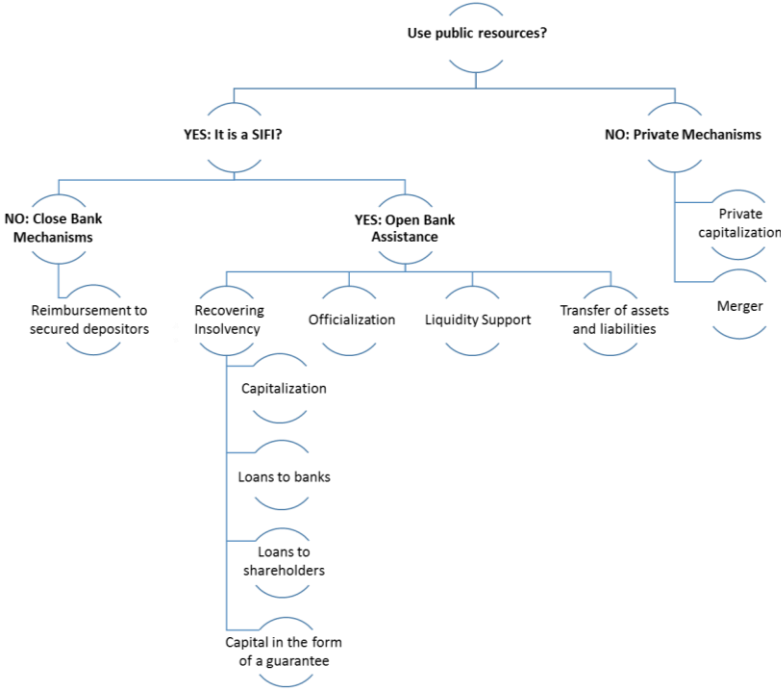 Use public resources?
YES: It is a SIFI?
NO: Private Mechanisms
NO: Close Bank
Mechanisms
YES: Open Bank
Assistance
Private
capitalization
Reimbursement to
secured depositors
Recovering
Insolvency
Officialization
Liquidity Support
Transfer of assets
and liabilities
Merger
Capitalization
Loans to banks
Loans to
shareholders
Capital in the form
of a guarantee